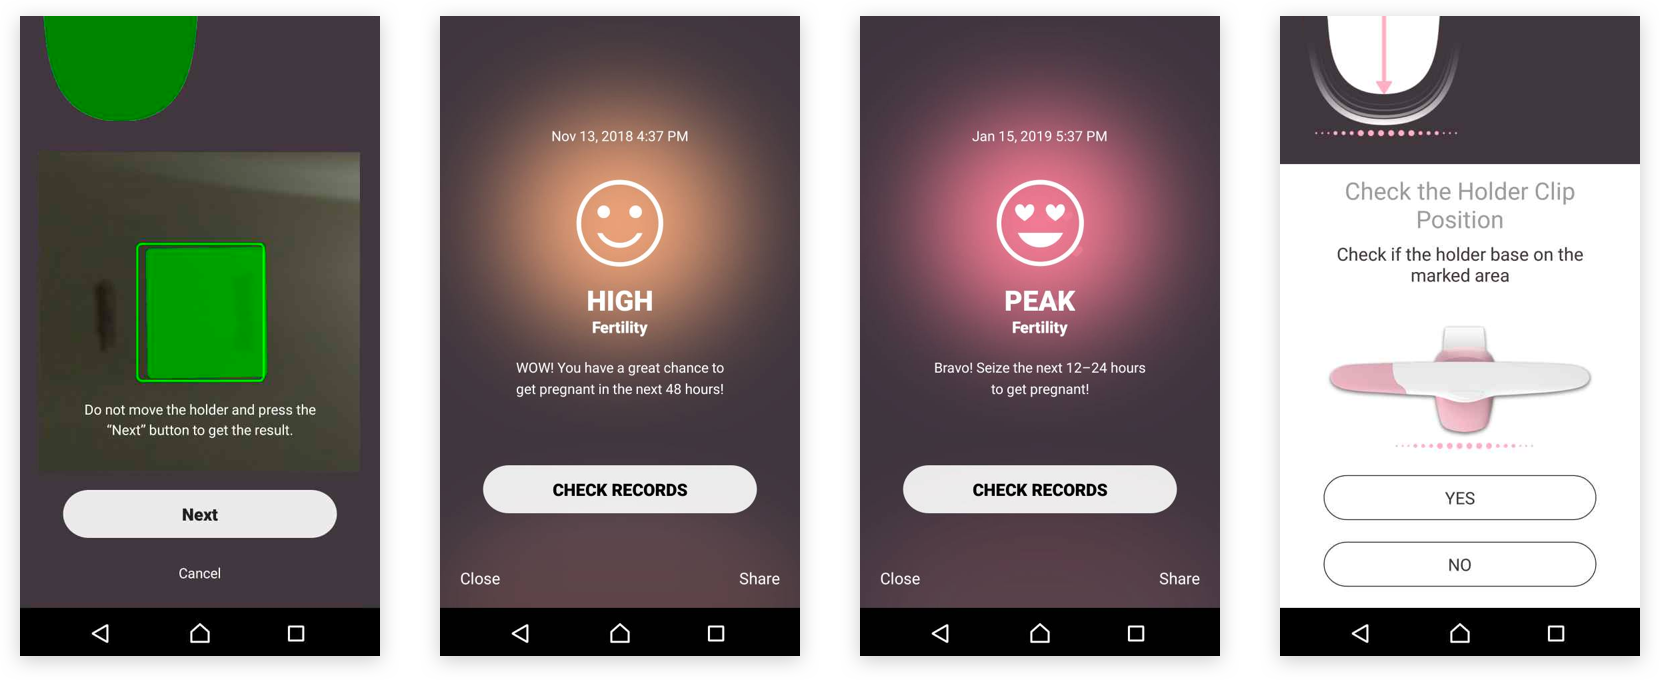 Do not move the holder and press the
“Next” button to get the result.
Next
Cancel
Nov 13, 2018 4:37 PM
HIGH
Fertility
WOW! You have a great chance to
get pregnant in the next 48 hours!
CHECK RECORDS
Close
Share
Jan 15, 2019 5:37 PM
PEAK
Fertility
Bravo! Seize the next 12–24 hours
to get pregnant!
CHECK RECORDS
Close
Share
Check the Holder Clip
Position
Check if the holder base on the
marked area
YES
NO